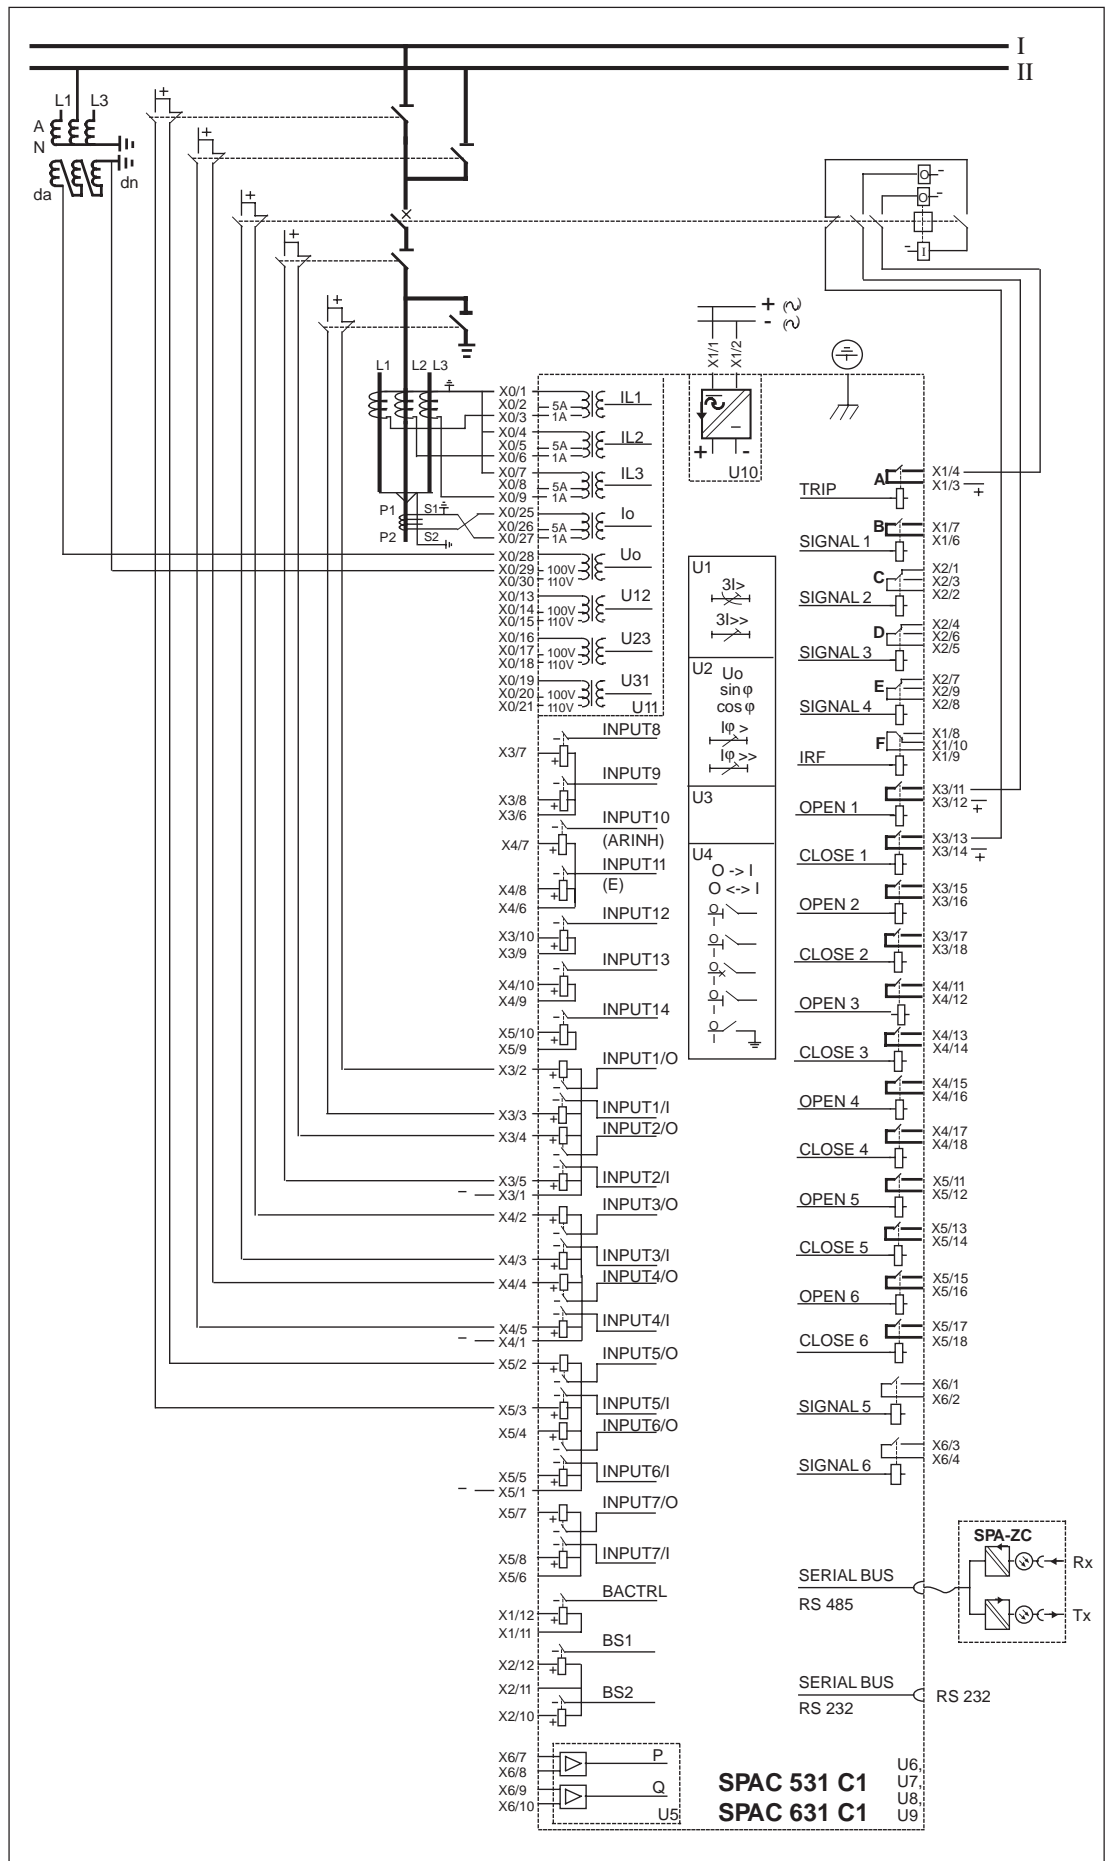 I
II
L1 L3
A
N
da
dn
+
+
+
+
+
O -
O -
- I
+
-
X1/1
X1/2
+ -
U10
L1 L2 L3
P1
P2
S1
S2
X0/1
X0/2 5A
X0/3 1A
IL1
X0/4
X0/5 5A
X0/6 1A
IL2
X0/7
X0/8 5A
X0/9 1A
IL3
X0/25
X0/26 5A
X0/27 1A
Io
X0/28
X0/29 100V
X0/30 110V
Uo
X0/13
X0/14 100V
X0/15 110V
U12
X0/16
X0/17 100V
X0/18 110V
U23
X0/19
X0/20 100V
X0/21 110V
U31
U11
X3/7 INPUT8
X3/8 INPUT9
X3/6
X4/7 INPUT10
(ARINH)
X4/8 INPUT11
(E)
X4/6
X3/10 INPUT12
X3/9
X4/10 INPUT13
X4/9
X5/10 INPUT14
X5/9
X3/2 INPUT1/O
X3/3 INPUT1/I
X3/4 INPUT2/O
X3/5 INPUT2/I
– X3/1
X4/2 INPUT3/O
X4/3 INPUT3/I
X4/4 INPUT4/O
X4/5 INPUT4/I
– X4/1
X5/2 INPUT5/O
X5/3 INPUT5/I
X5/4 INPUT6/O
X5/5 INPUT6/I
– X5/1
X5/7 INPUT7/O
X5/8 INPUT7/I
X5/6
X1/12 BACTRL
X1/11
X2/12 BS1
X2/11
X2/10 BS2
X6/7 P
X6/8
X6/9 Q
X6/10
U5
U1
3I>
3I>>
U2 Uo
sin φ
cos φ
Iφ >
Iφ >>
U3
U4
O -> I
O <-> I
O
I
O
I
O
I
O
I
O
I
TRIP A X1/4
X1/3 +
SIGNAL 1 B X1/7
X1/6
SIGNAL 2 C X2/1
X2/3
X2/2
SIGNAL 3 D X2/4
X2/6
X2/5
SIGNAL 4 E X2/7
X2/9
X2/8
IRF F X1/8
X1/10
X1/9
OPEN 1 X3/11
X3/12 +
CLOSE 1 X3/13
X3/14 +
OPEN 2 X3/15
X3/16
CLOSE 2 X3/17
X3/18
OPEN 3 X4/11
X4/12
CLOSE 3 X4/13
X4/14
OPEN 4 X4/15
X4/16
CLOSE 4 X4/17
X4/18
OPEN 5 X5/11
X5/12
CLOSE 5 X5/13
X5/14
OPEN 6 X5/15
X5/16
CLOSE 6 X5/17
X5/18
SIGNAL 5 X6/1
X6/2
SIGNAL 6 X6/3
X6/4
SPA-ZC
Rx
Tx
SERIAL BUS
RS 485
SERIAL BUS
RS 232
RS 232
SPAC 531 C1
SPAC 631 C1
U6,
U7,
U8,
U9